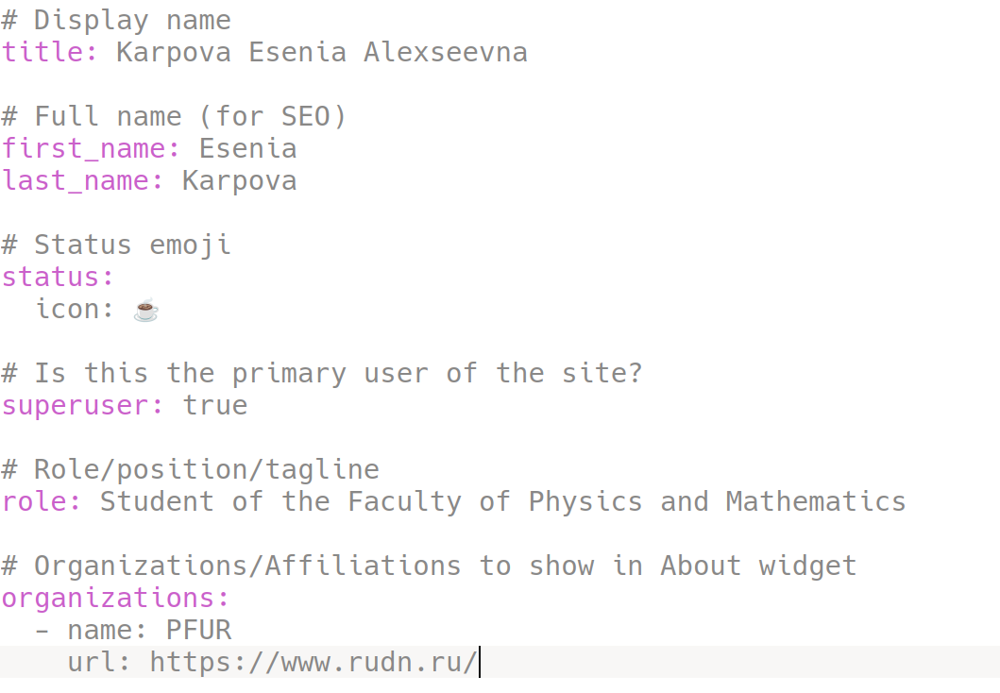 # Display name
title: Karpova Esenia Alexseevna
# Full name (for SEO)
first_name: Esenia
last_name: Karpova
# Status emoji
status:
  icon: ☕
# Is this the primary user of the site?
superuser: true
# Role/position/tagline
role: Student of the Faculty of Physics and Mathematics
# Organizations/Affiliations to show in About widget
organizations:
  - name: PFUR
    url: https://www.rudn.ru/